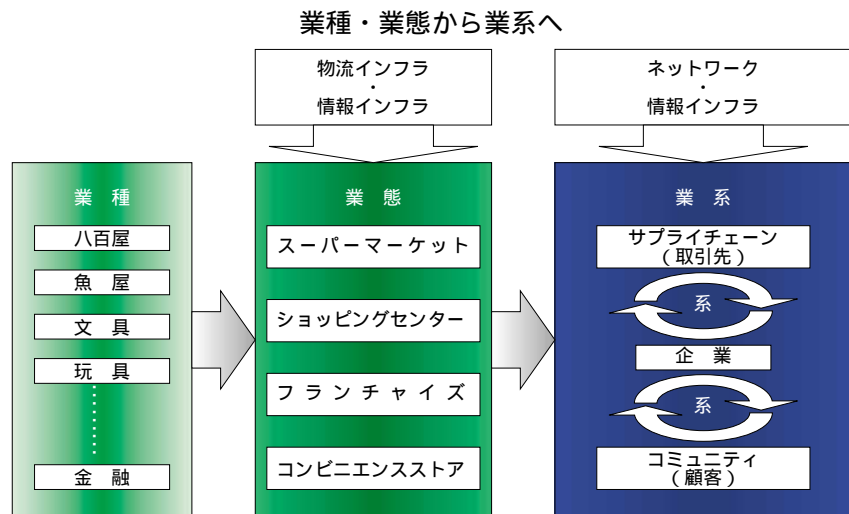 業種・業態から業系へ
物流インフラ
・
情報インフラ
ネットワーク
・
情報インフラ
業種
八百屋
魚屋
文具
玩具
金融
業態
スーパーマーケット
ショッピングセンター
フランチャイズ
コンビニエンスストア
業系
サプライチェーン
(取引先)
系
企業
系
コミュニティ
(顧客)